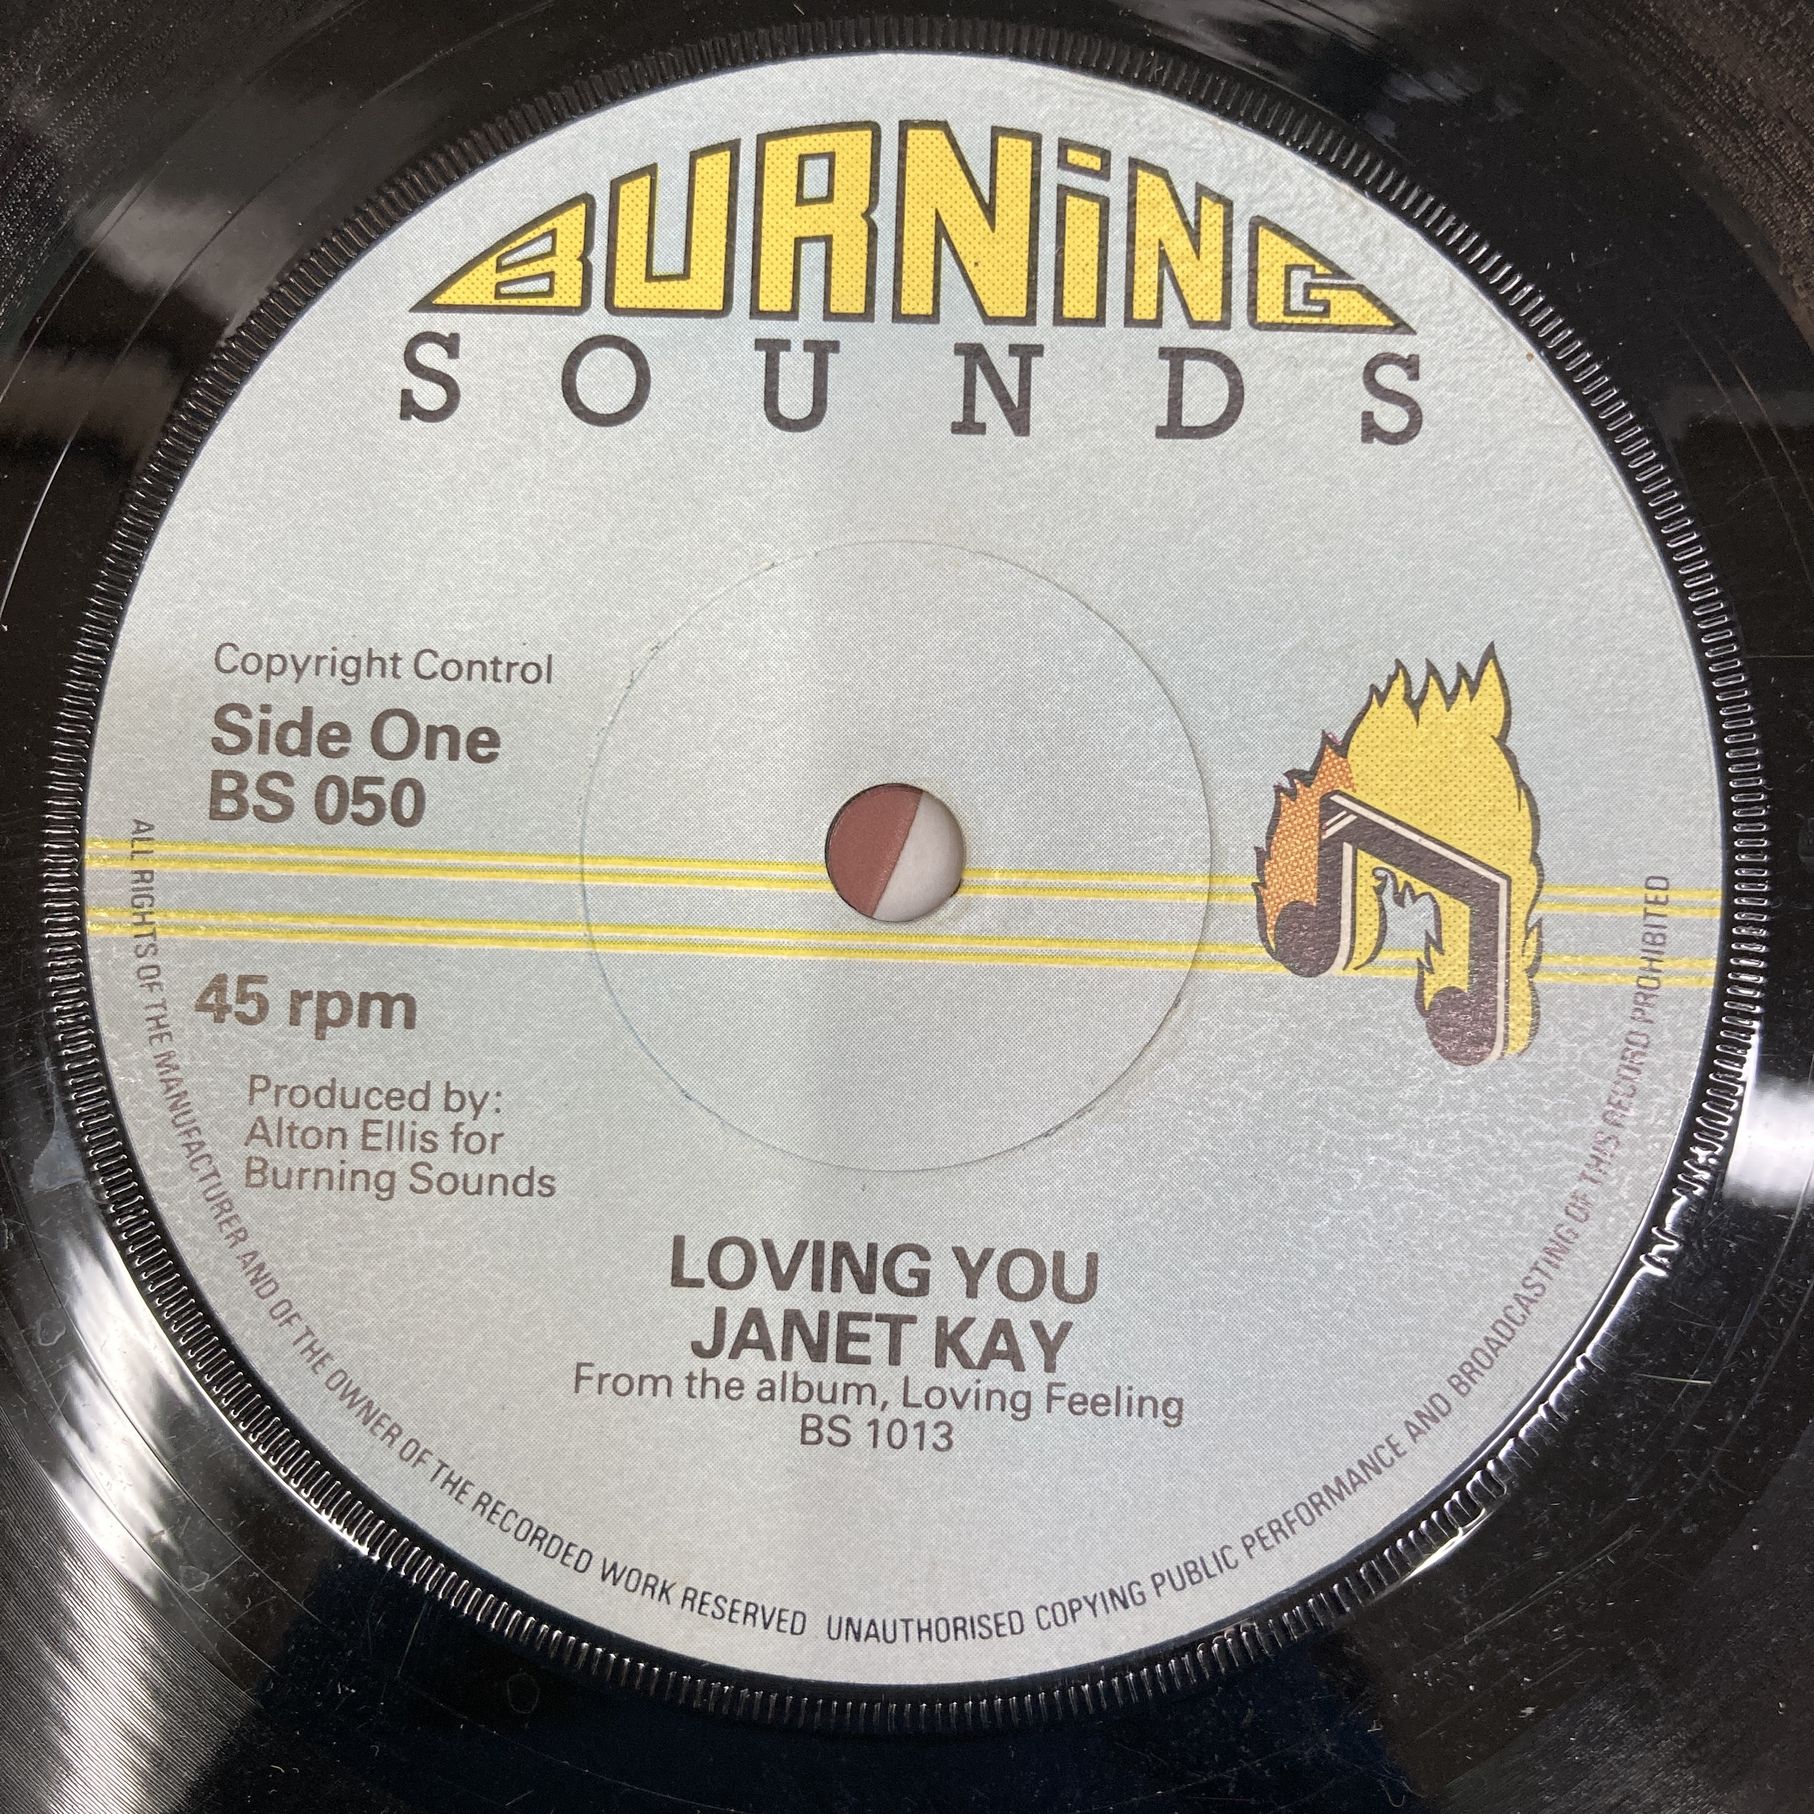 BURNiNG
SOUNDS
Copyright Control
Side One
BS 050
45 rpm
Produced by:
Alton Ellis for
Burning Sounds
LOVING YOU
JANET KAY
From the album, Loving Feeling
BS 1013
ALL RIGHTS OF THE MANUFACTURER AND OF THE OWNER OF THE RECORDED WORK RESERVED UNAUTHORISED COPYING PUBLIC PERFORMANCE AND BROADCASTING OF THIS RECORD PROHIBITED